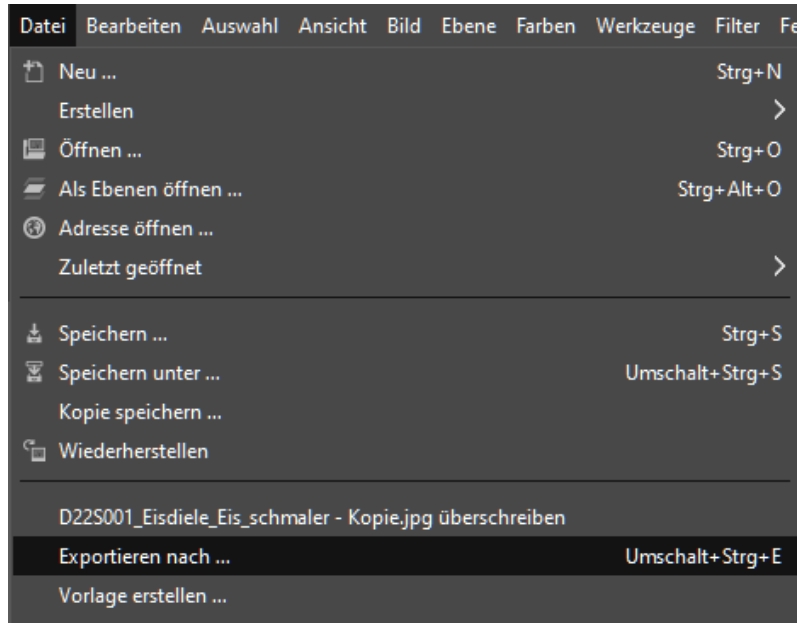 Datei Bearbeiten Auswahl Ansicht Bild Ebene Farben Werkzeuge Filter Fe
Neu ... Strg+N
Erstellen
Öffnen ... Strg+O
Als Ebenen öffnen ... Strg+Alt+O
Adresse öffnen ...
Zuletzt geöffnet
Speichern ... Strg+S
Speichern unter ... Umschalt+Strg+S
Kopie speichern ...
Wiederherstellen
D22S001_Eisdiele_Eis_schmaler - Kopie.jpg überschreiben
Exportieren nach ... Umschalt+Strg+E
Vorlage erstellen ...